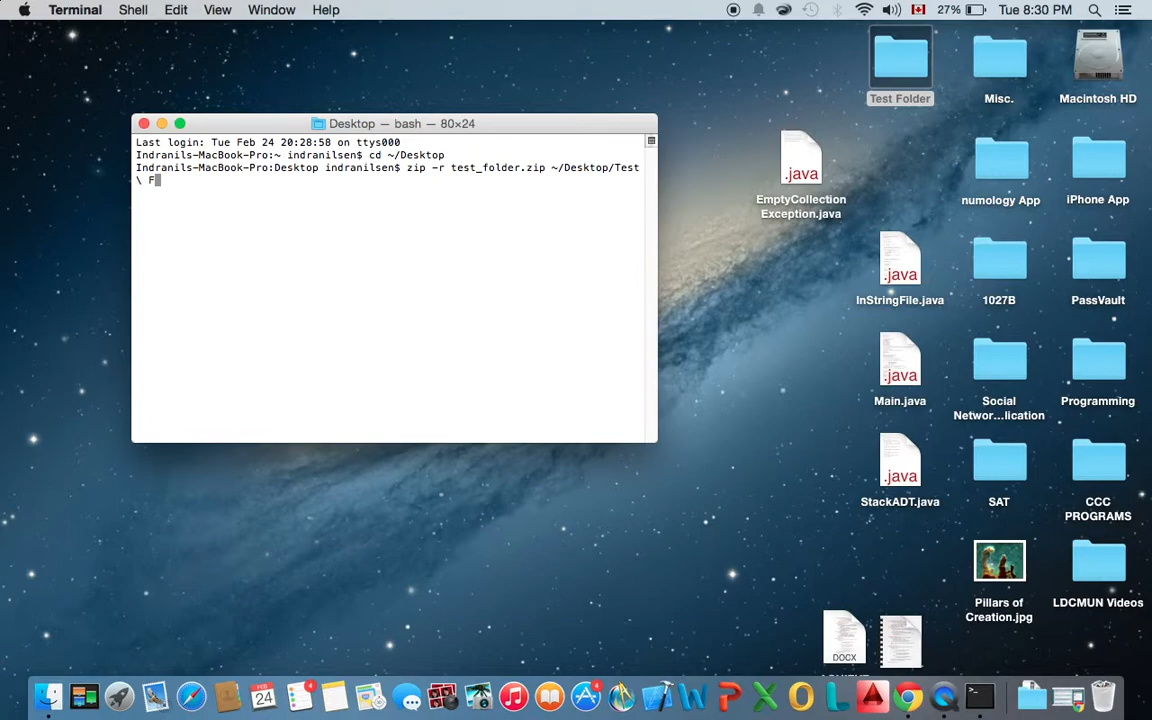 Terminal Shell Edit View Window Help 27% Tue 8:30 PM
Test Folder
Misc.
Macintosh HD
Desktop — bash — 80×24
Last login: Tue Feb 24 20:28:58 on ttys000
Indranils-MacBook-Pro:~ indranilsen$ cd ~/Desktop
Indranils-MacBook-Pro:Desktop indranilsen$ zip -r test_folder.zip ~/Desktop/Test
\ F
.java
EmptyCollection
Exception.java
numology App
iPhone App
.java
InStringFile.java
1027B
PassVault
.java
Main.java
Social
Networ...lication
Programming
.java
StackADT.java
SAT
CCC
PROGRAMS
Pillars of
Creation.jpg
LDCMUN Videos
DOCX
FEB
24
4
4